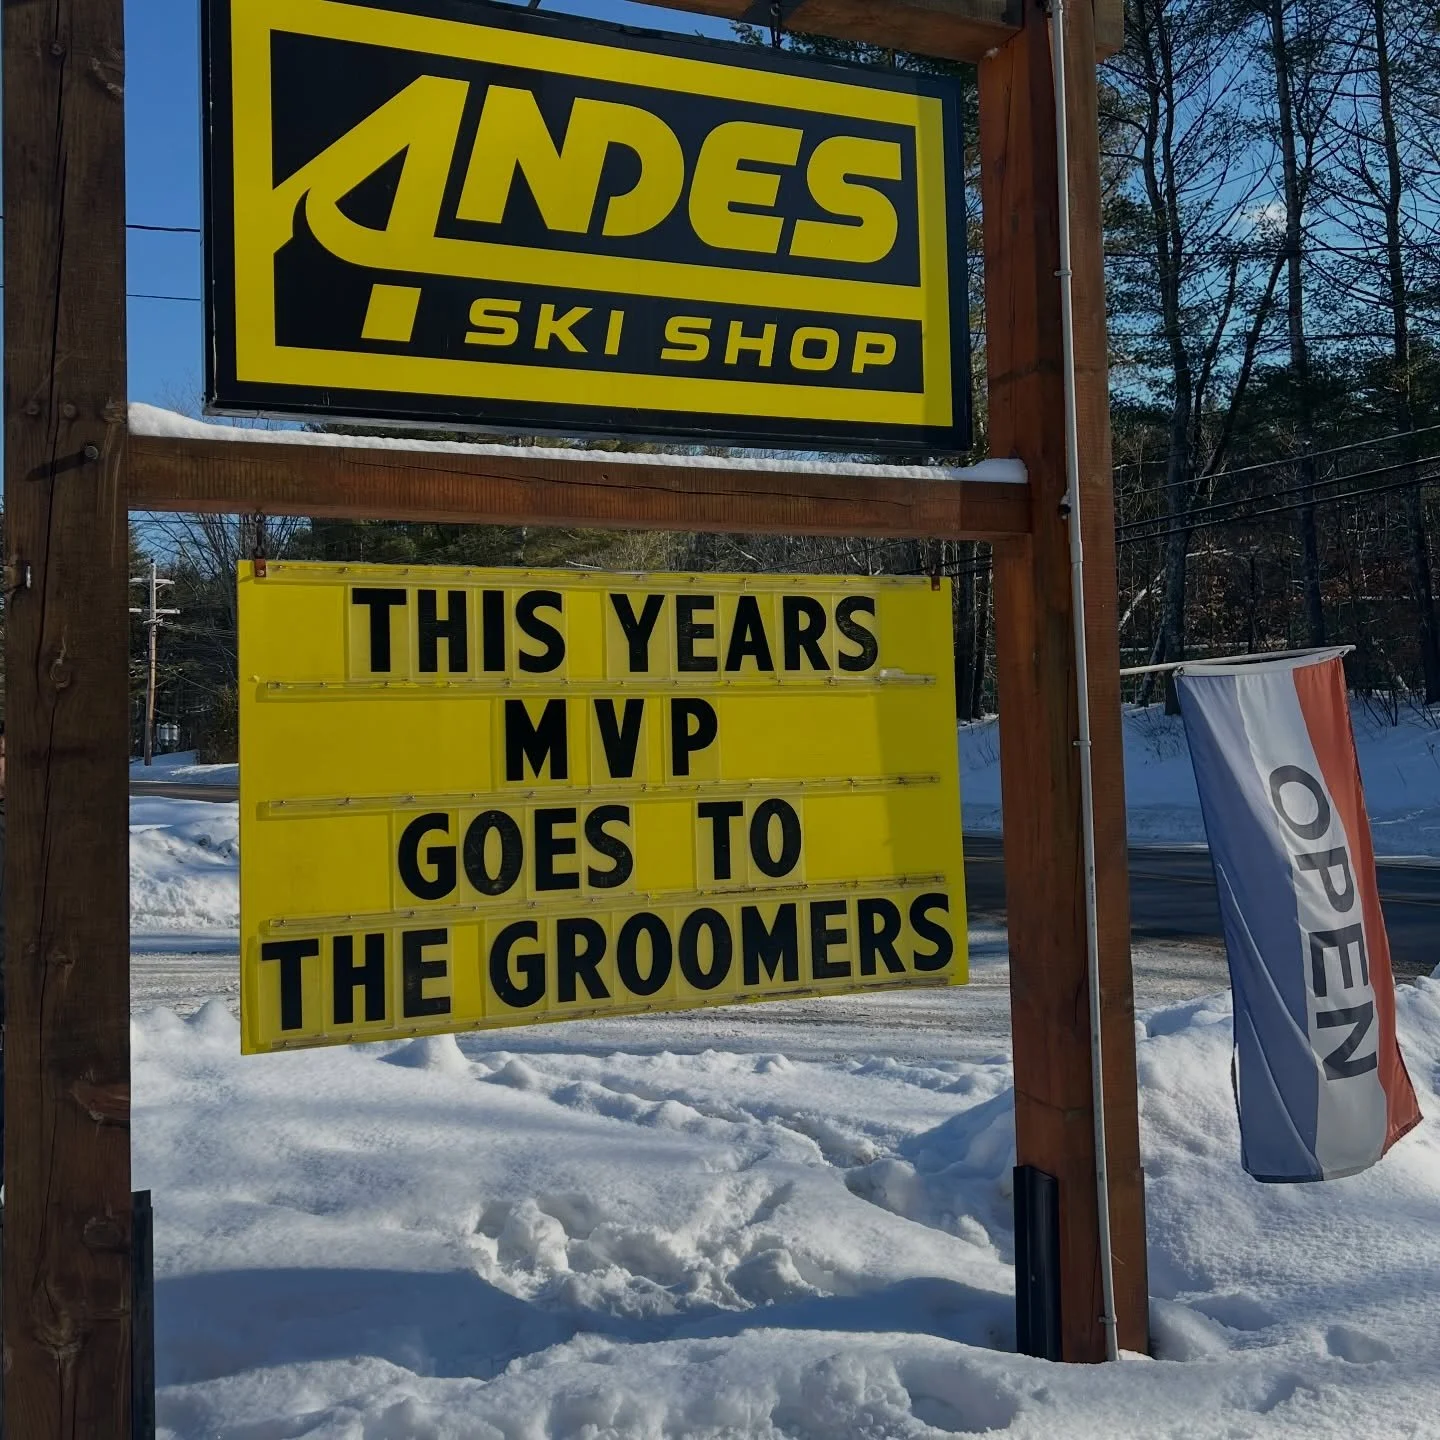 ANDES
SKI SHOP
THIS YEARS
MVP
GOES TO
THE GROOMERS
OPEN